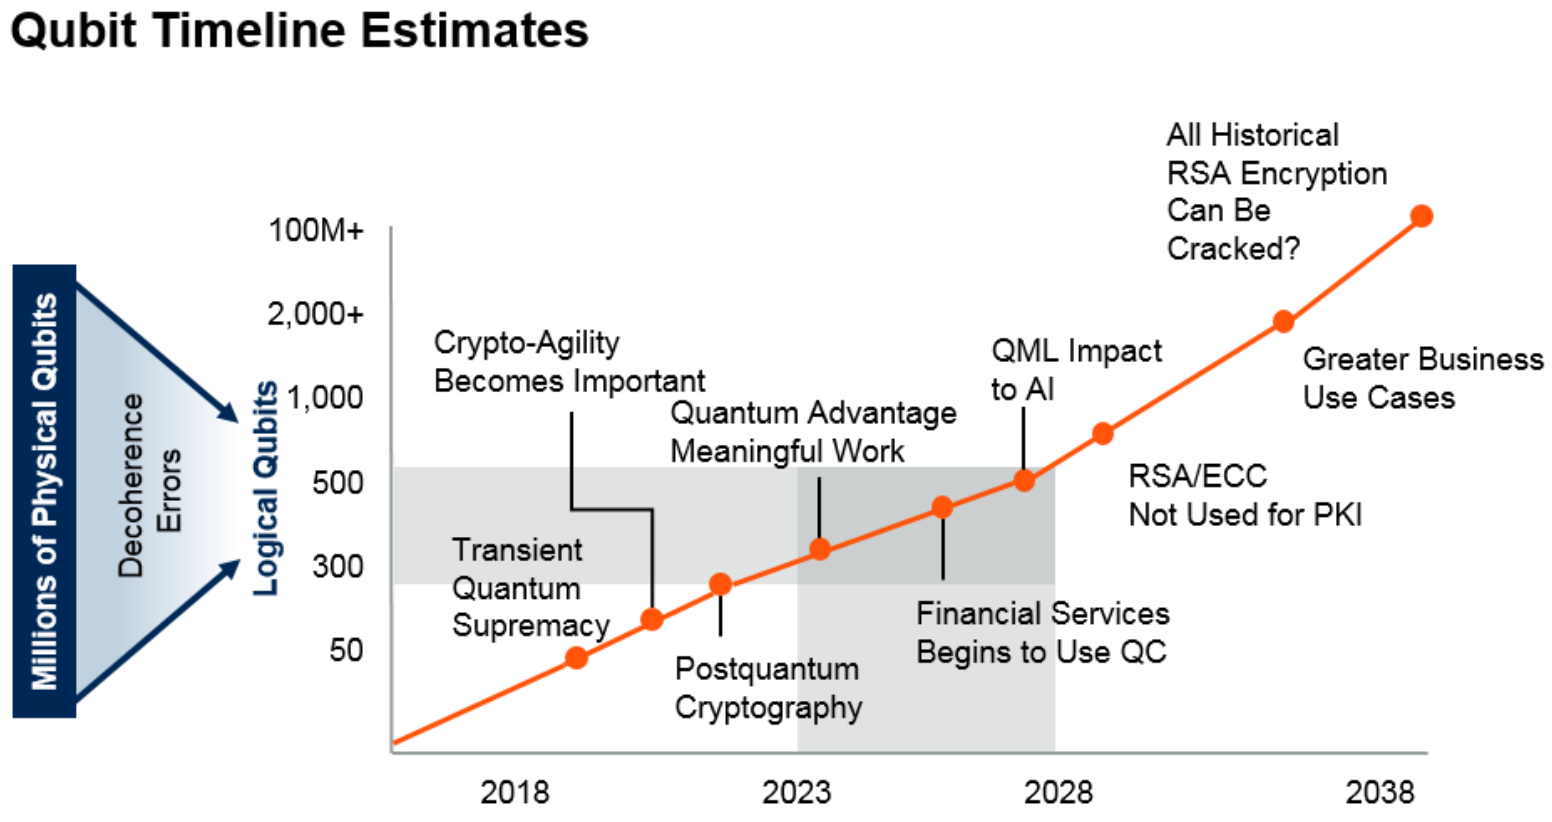 Qubit Timeline Estimates
Millions of Physical Qubits
Decoherence
Errors
Logical Qubits
100M+
2,000+
1,000
500
300
50
Transient
Quantum
Supremacy
Crypto-Agility
Becomes Important
Postquantum
Cryptography
Quantum Advantage
Meaningful Work
Financial Services
Begins to Use QC
QML Impact
to AI
RSA/ECC
Not Used for PKI
Greater Business
Use Cases
All Historical
RSA Encryption
Can Be
Cracked?
2018
2023
2028
2038